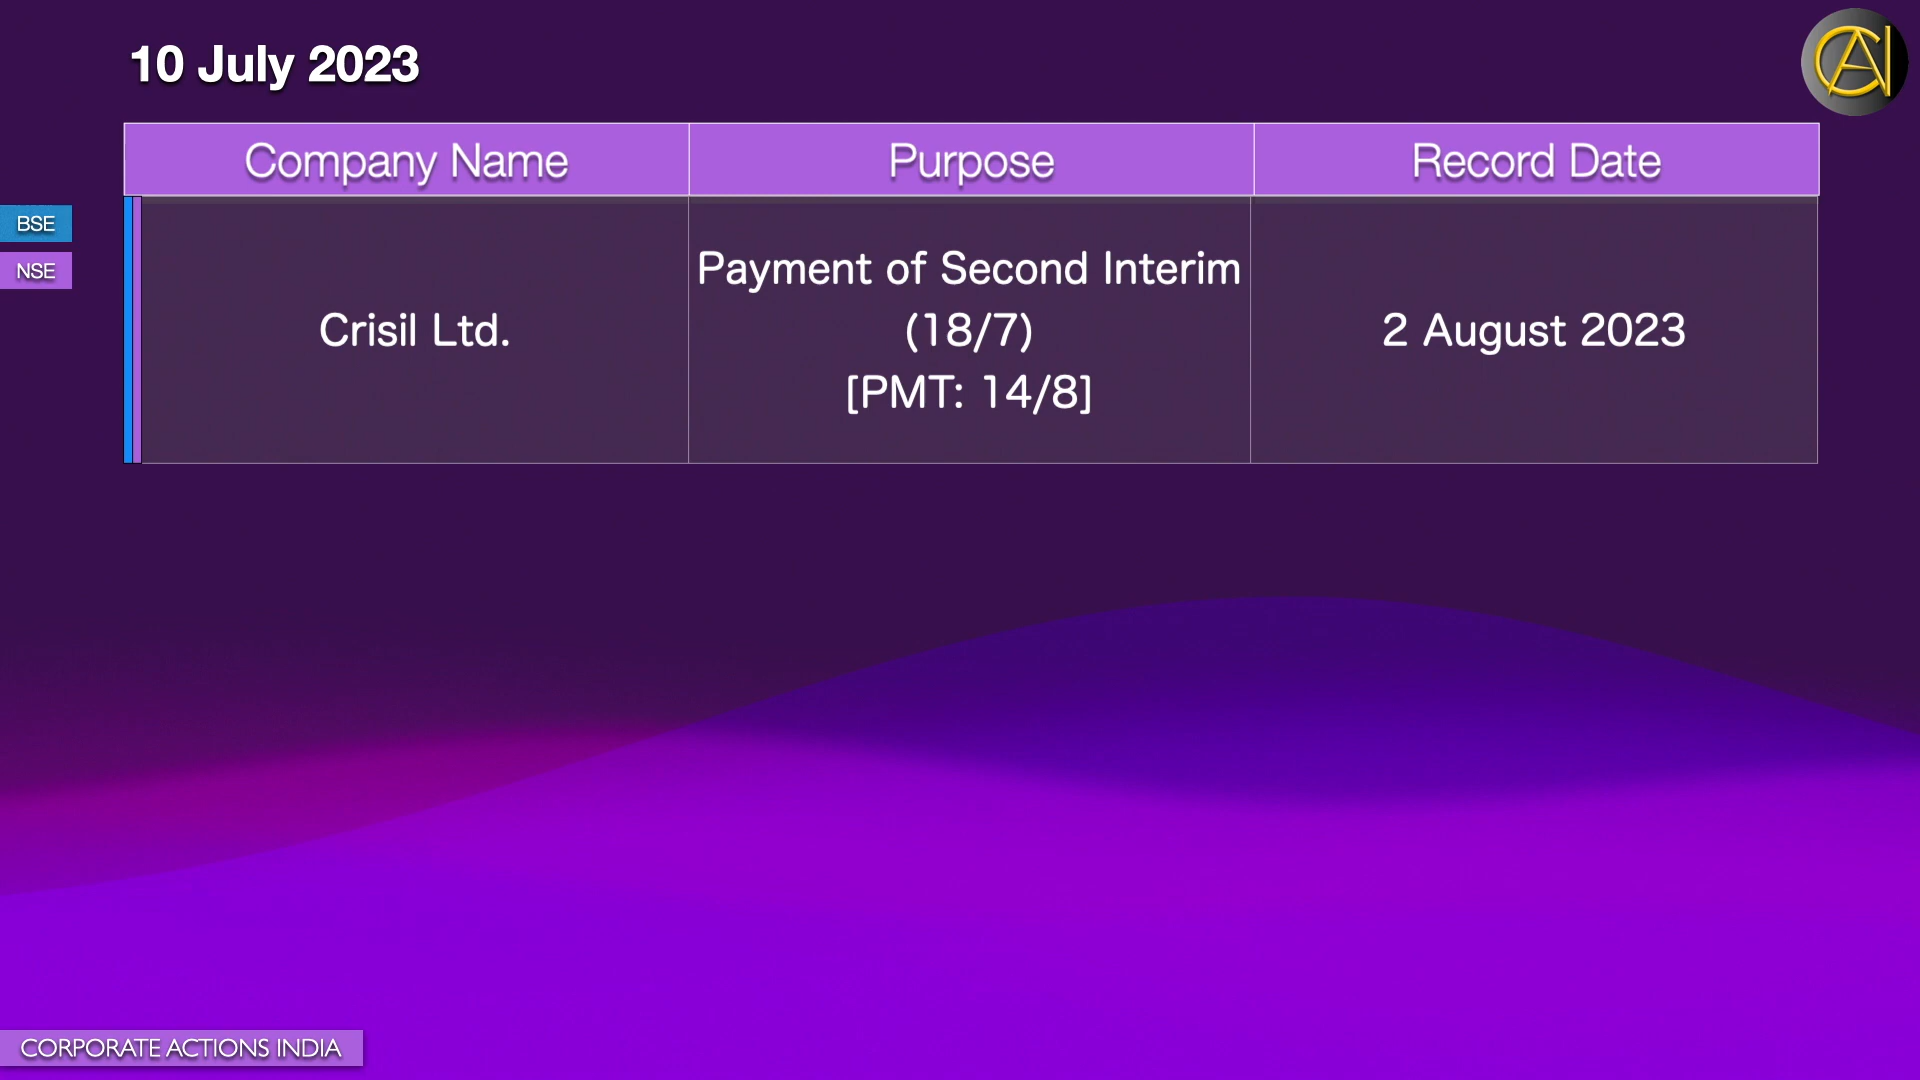 10 July 2023
CAI
Company Name Purpose Record Date
BSE
NSE
Payment of Second Interim
Crisil Ltd. (18/7) 2 August 2023
[PMT: 14/8]
CORPORATE ACTIONS INDIA